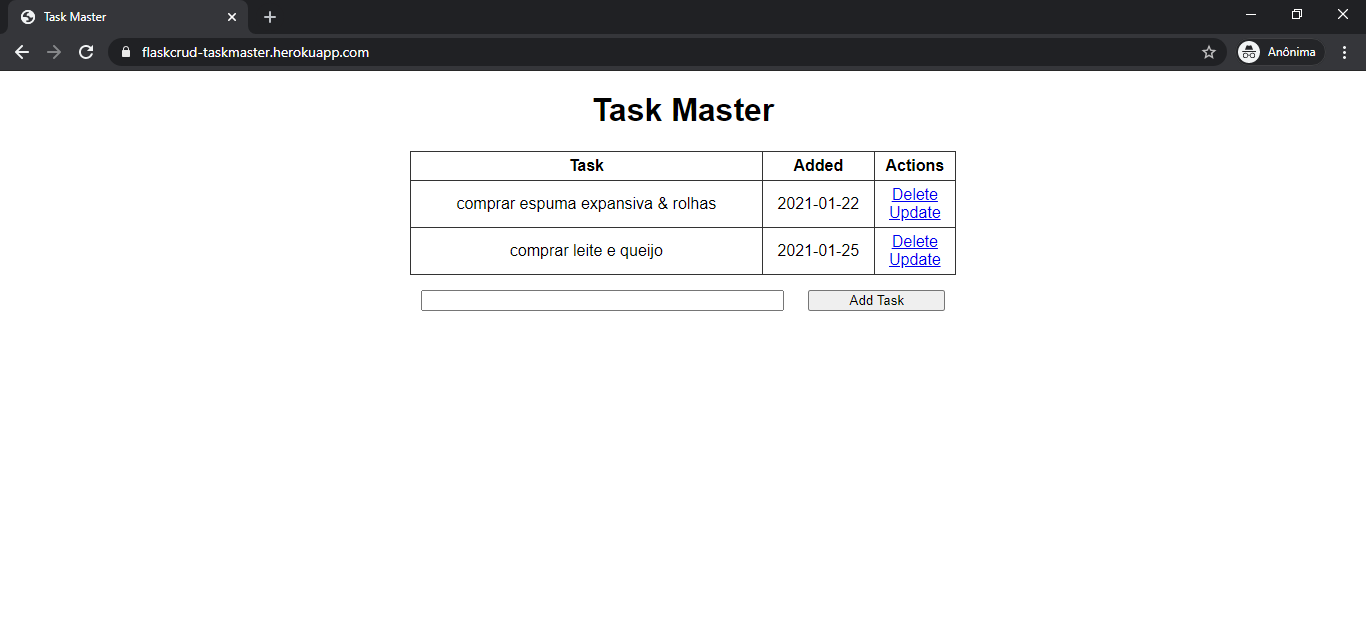 Task Master
flaskcrud-taskmaster.herokuapp.com
Anônima
Task Master
Task Added Actions
comprar espuma expansiva & rolhas 2021-01-22 Delete
Update
comprar leite e queijo 2021-01-25 Delete
Update
Add Task